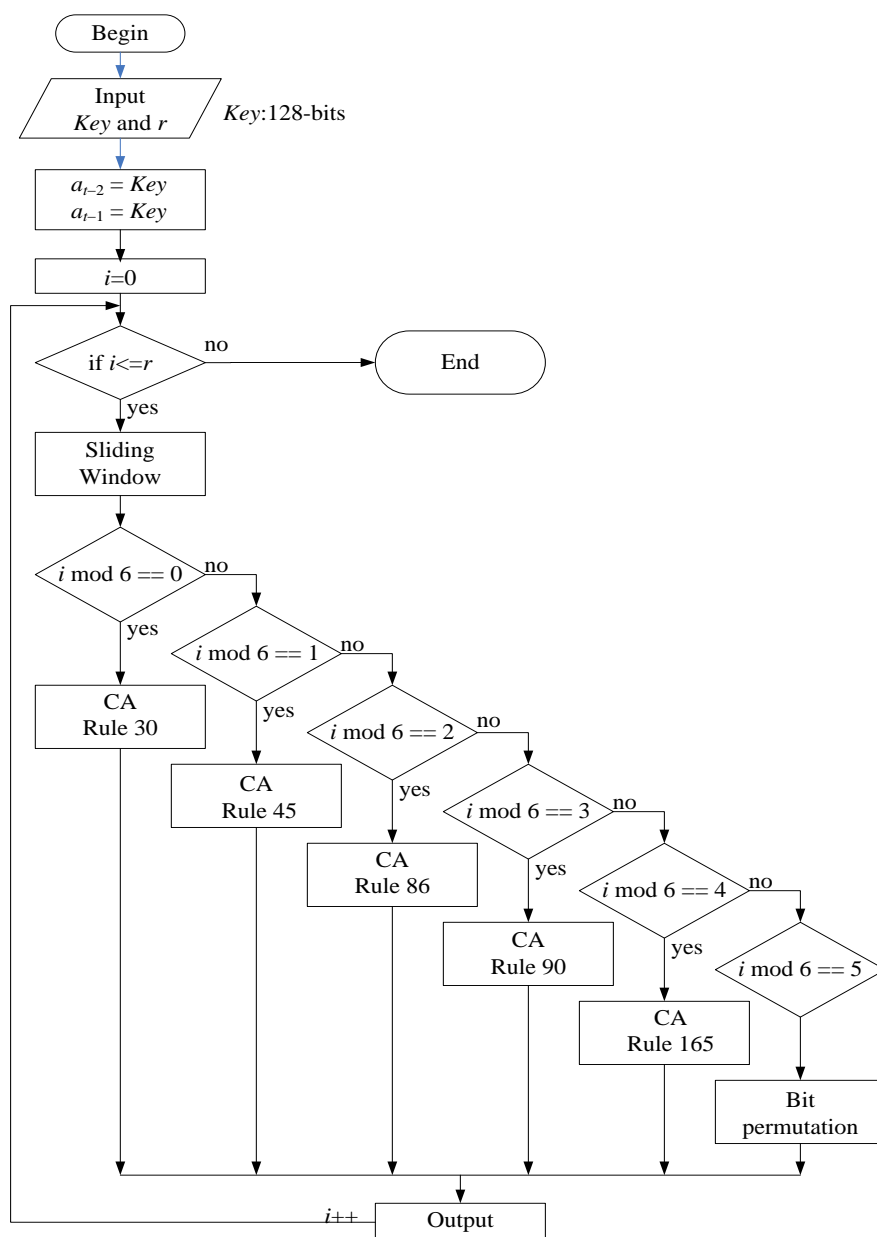 Begin
Input
Key and r
Key:128-bits
aₜ₋₂ = Key
aₜ₋₁ = Key
i=0
if i<=r
no
End
yes
Sliding
Window
i mod 6 == 0
no
yes
i mod 6 == 1
no
CA
Rule 30
yes
i mod 6 == 2
no
CA
Rule 45
yes
i mod 6 == 3
no
CA
Rule 86
yes
i mod 6 == 4
no
CA
Rule 90
yes
i mod 6 == 5
CA
Rule 165
Bit
permutation
i++
Output